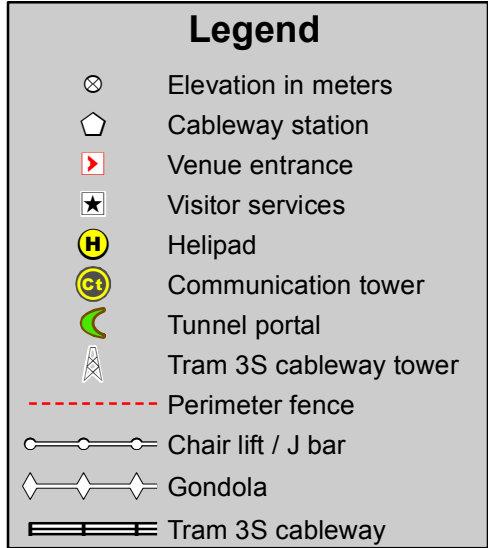 Legend
Elevation in meters
Cableway station
Venue entrance
Visitor services
H Helipad
Ct Communication tower
Tunnel portal
Tram 3S cableway tower
Perimeter fence
Chair lift / J bar
Gondola
Tram 3S cableway